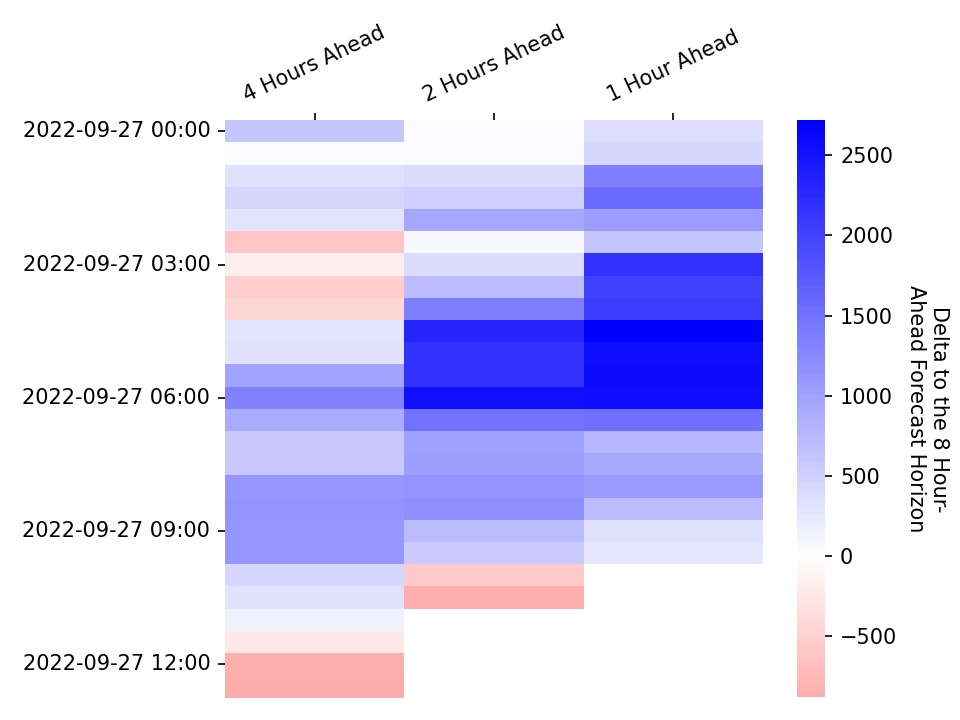 4 Hours Ahead
2 Hours Ahead
1 Hour Ahead
2022-09-27 00:00
2022-09-27 03:00
2022-09-27 06:00
2022-09-27 09:00
2022-09-27 12:00
2500
2000
1500
1000
500
0
−500
Delta to the 8 Hour-
Ahead Forecast Horizon